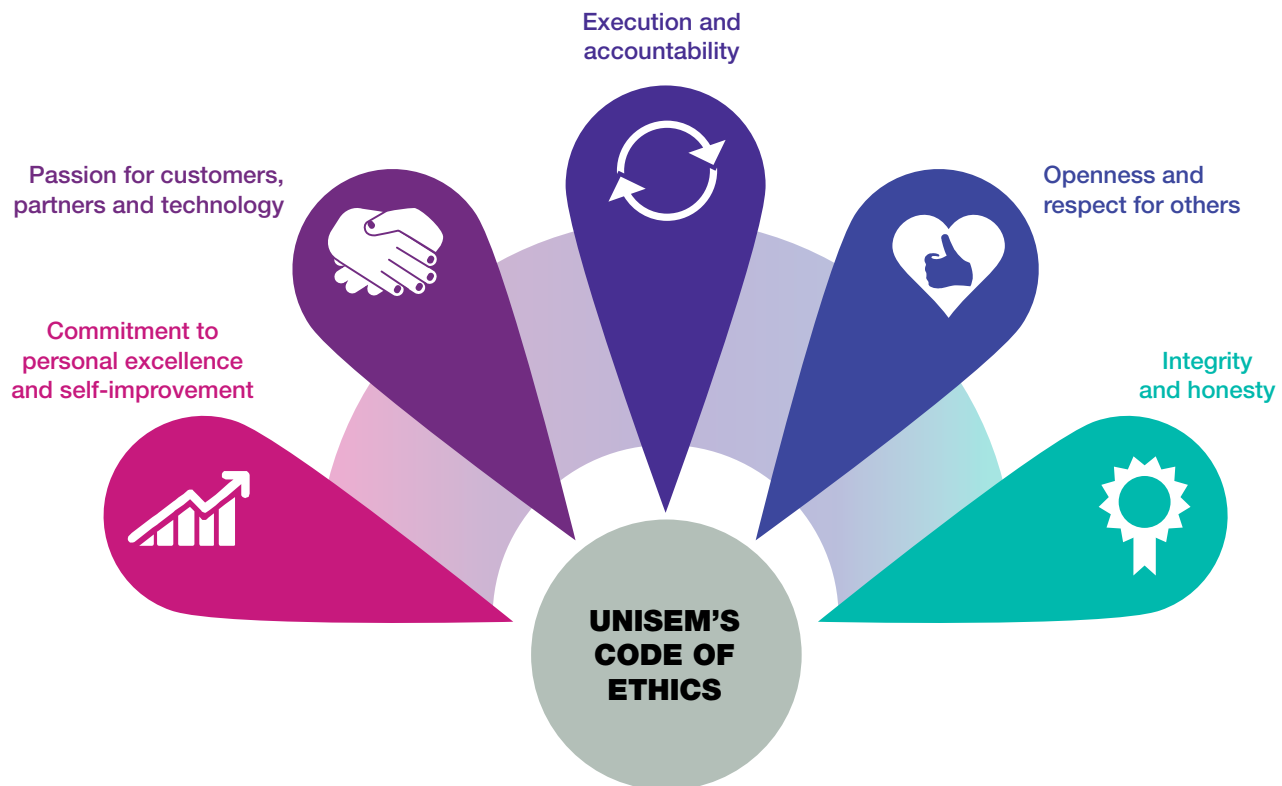 Execution and
accountability
Passion for customers,
partners and technology
Openness and
respect for others
Commitment to
personal excellence
and self-improvement
Integrity
and honesty
UNISEM’S
CODE OF
ETHICS